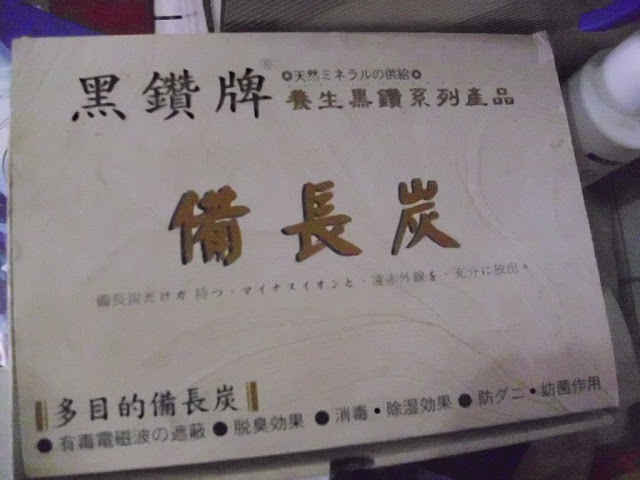 黑鑽牌®
✪天然ミネラルの供給✪
養生黑鑽系列產品
備長炭
備長炭だけガ 持つ、マイナスイオンと、遠赤外線を、充分に放出。
多目的備長炭
●有毒電磁波の遮蔽 ●脱臭効果 ●消毒・除湿効果 ●防ダニ・妨菌作用